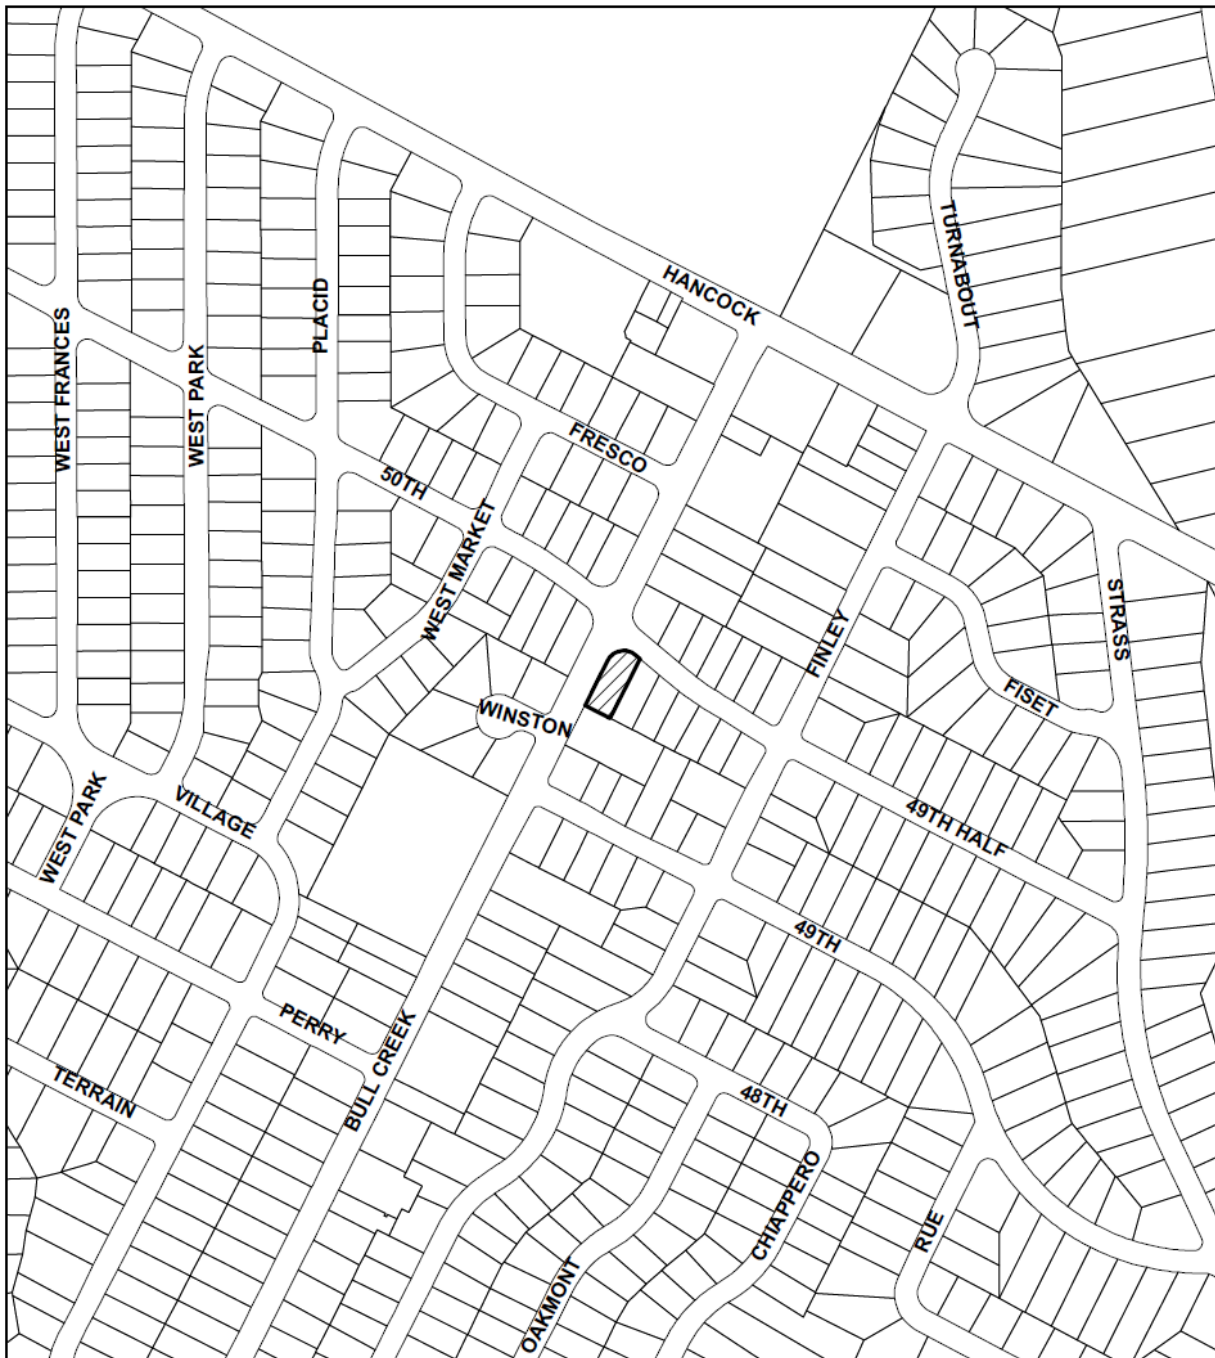 TURNABOUT
HANCOCK
PLACID
WEST FRANCES
WEST PARK
FRESCO
50TH
WEST MARKET
STRASS
FINLEY
FISET
WINSTON
WEST PARK
VILLAGE
49TH HALF
49TH
PERRY
BULL CREEK
TERRAIN
48TH
CHIAPPERO
RUE
OAKMONT